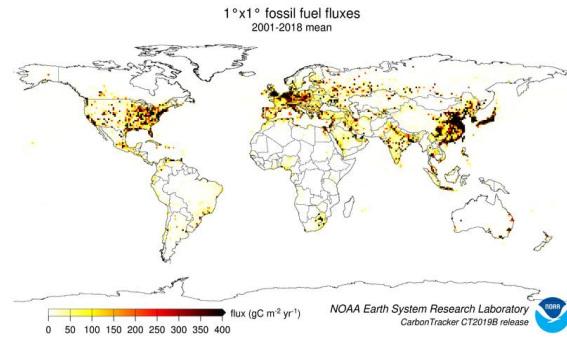 1°x1° fossil fuel fluxes
2001-2018 mean
flux (gC m⁻² yr⁻¹)
0 50 100 150 200 250 300 350 400
NOAA Earth System Research Laboratory
CarbonTracker CT2019B release
NOAA